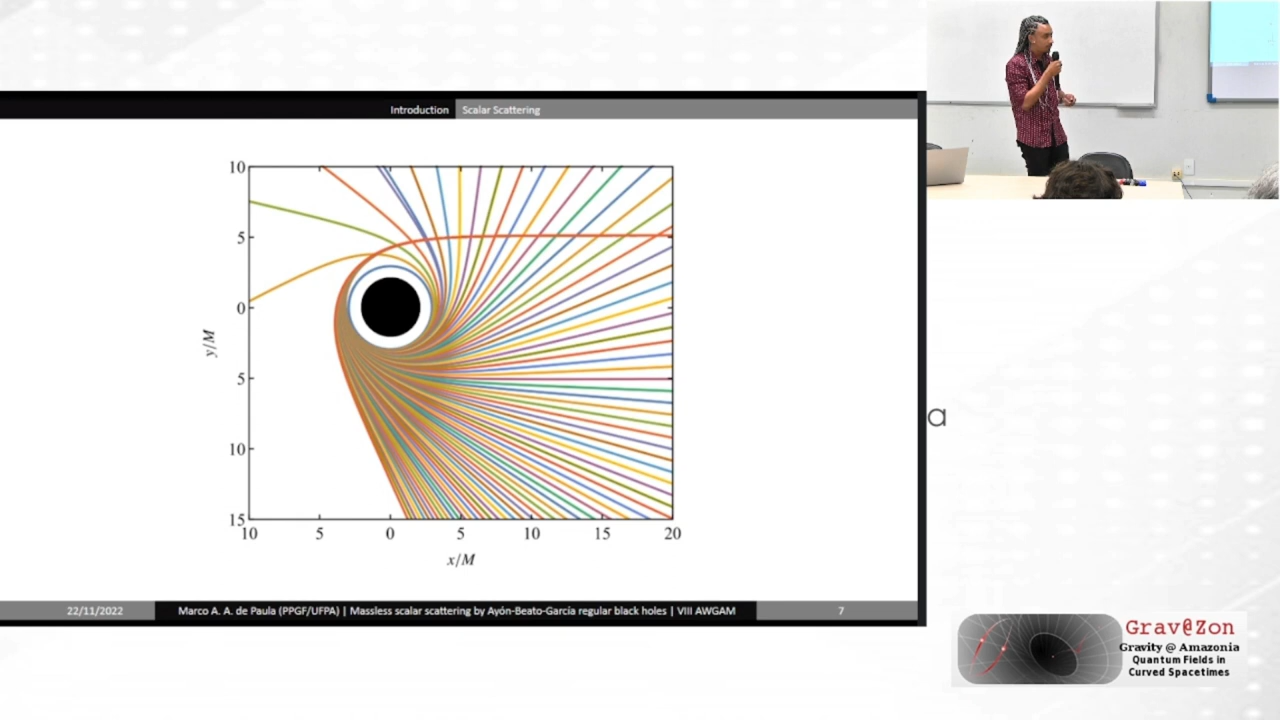 Introduction
Scalar Scattering
10
5
0
5
10
15
y/M
10
5
0
5
10
15
20
x/M
22/11/2022
Marco A. A. de Paula (PPGF/UFPA) | Massless scalar scattering by Ayón-Beato-García regular black holes | VIII AWGAM
7
a
Grav@Zon
Gravity @ Amazonia
Quantum Fields in
Curved Spacetimes